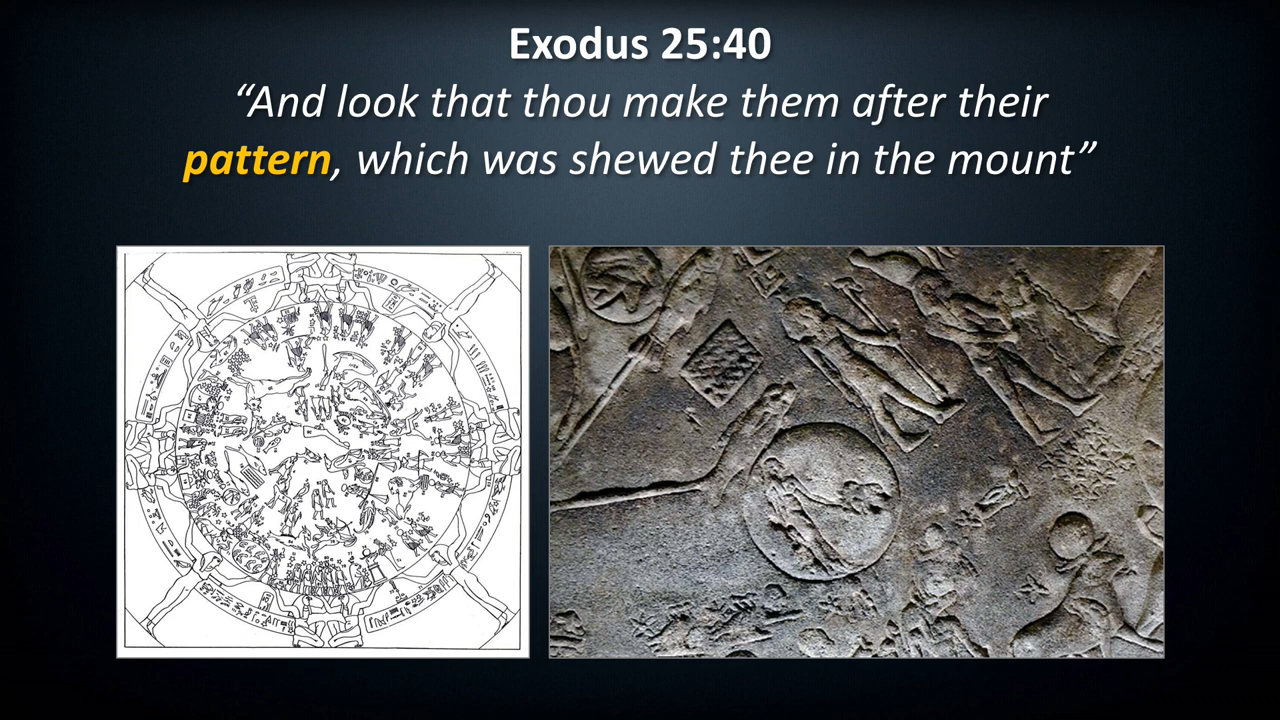 Exodus 25:40
“And look that thou make them after their
pattern, which was shewed thee in the mount”